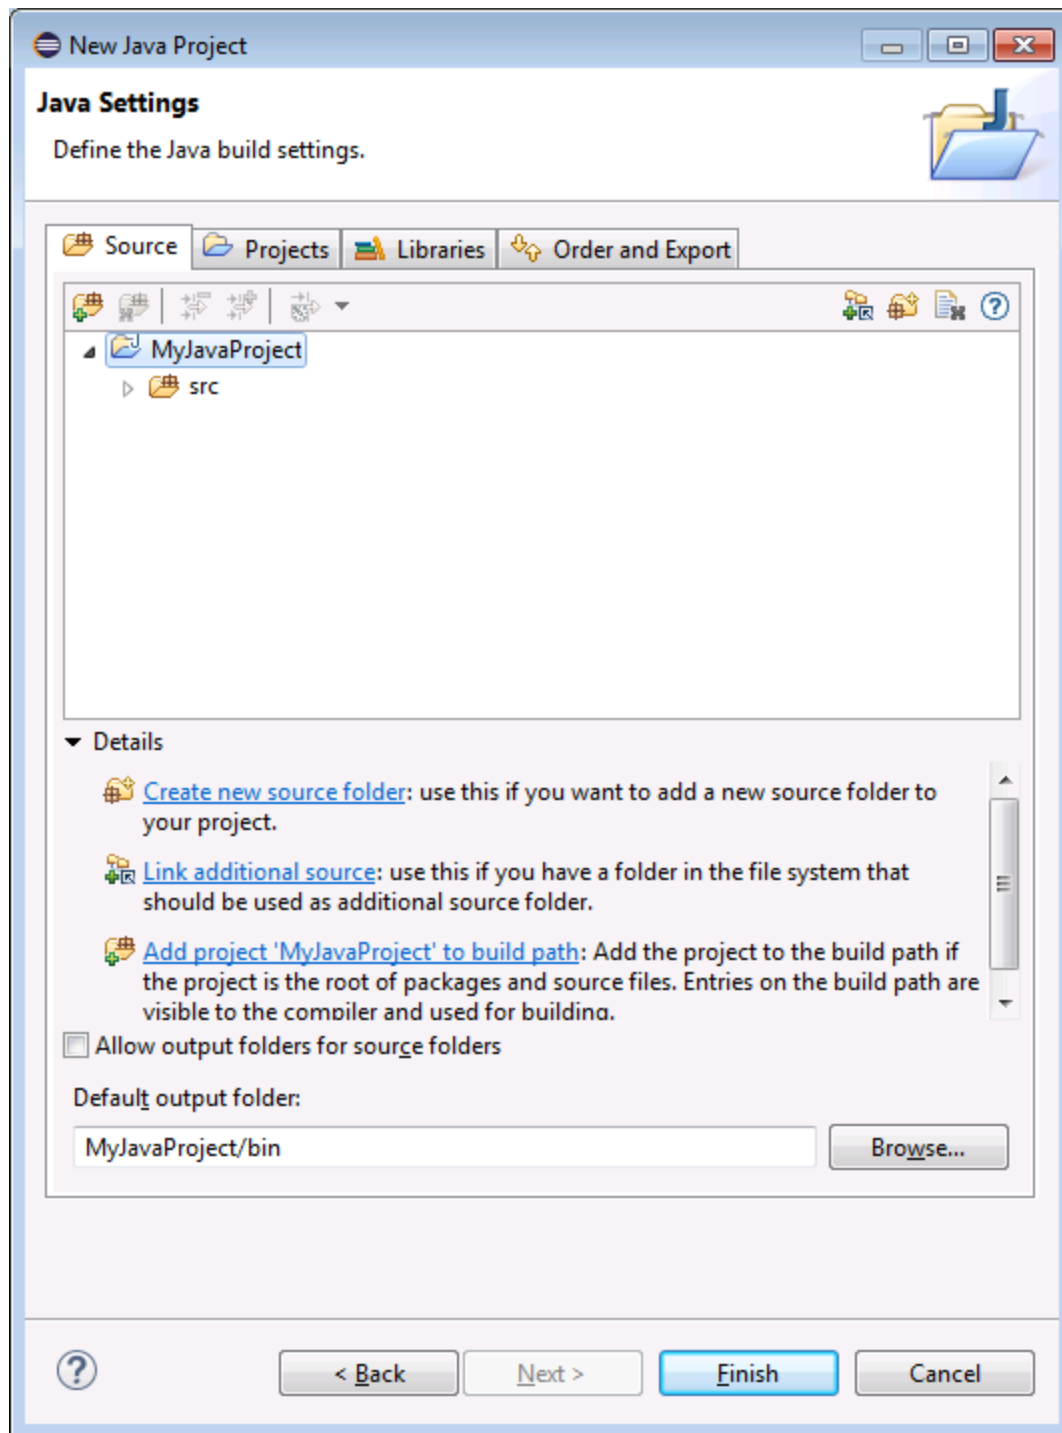 New Java Project
Java Settings
Define the Java build settings.
Source Projects Libraries Order and Export
MyJavaProject
src
Details
Create new source folder: use this if you want to add a new source folder to
your project.
Link additional source: use this if you have a folder in the file system that
should be used as additional source folder.
Add project 'MyJavaProject' to build path: Add the project to the build path if
the project is the root of packages and source files. Entries on the build path are
visible to the compiler and used for building.
Allow output folders for source folders
Default output folder:
MyJavaProject/bin Browse...
< Back Next > Finish Cancel